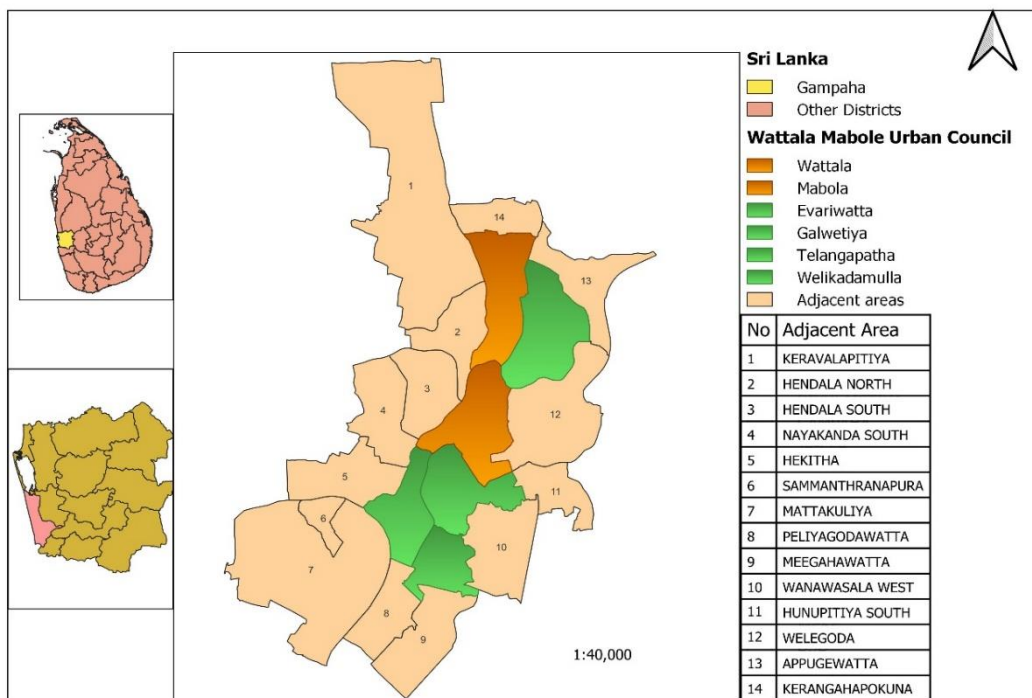 Sri Lanka
Gampaha
Other Districts
Wattala Mabole Urban Council
Wattala
Mabola
Evariwatta
Galwetiya
Telangapatha
Welikadamulla
Adjacent areas
No Adjacent Area
1 KERAVALAPITIYA
2 HENDALA NORTH
3 HENDALA SOUTH
4 NAYAKANDA SOUTH
5 HEKITHA
6 SAMMANTHRANAPURA
7 MATTAKULIYA
8 PELIYAGODAWATTA
9 MEEGAHAWATTA
10 WANAWASALA WEST
11 HUNUPITIYA SOUTH
12 WELEGODA
13 APPUGEWATTA
14 KERANGAHAPOKUNA
1
14
13
2
3
4
12
5
11
6
10
7
8
9
1:40,000